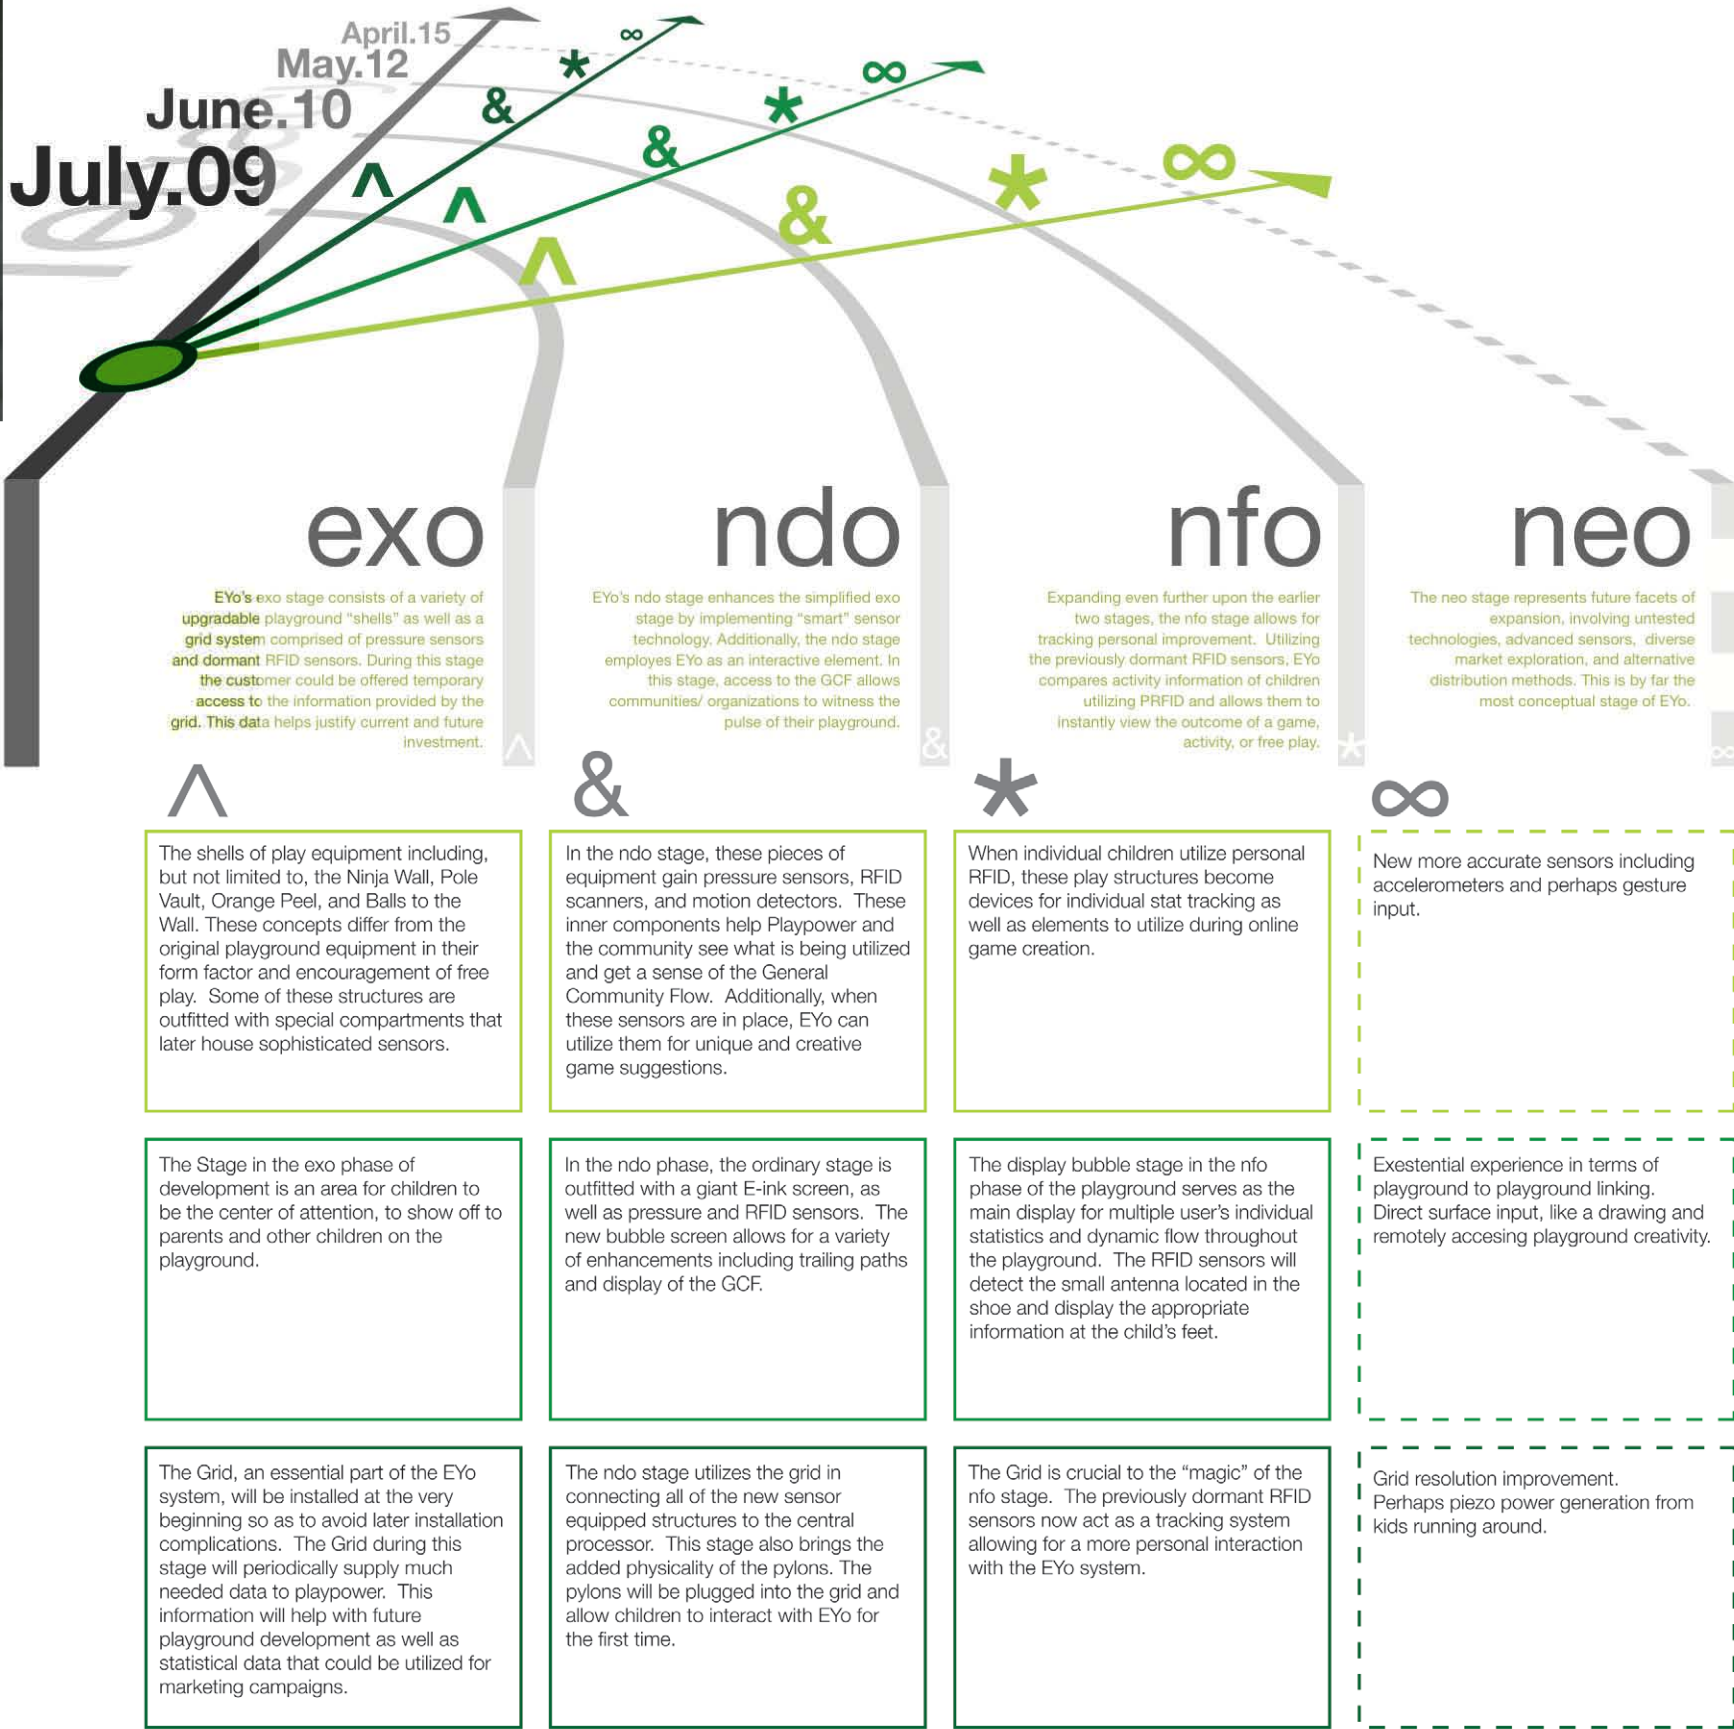 April.15
May.12
June.10
July.09
∞
*
&
^
∞
*
&
^
∞
*
&
^
exo
EYo's exo stage consists of a variety of
upgradable playground “shells” as well as a
grid system comprised of pressure sensors
and dormant RFID sensors. During this stage
the customer could be offered temporary
access to the information provided by the
grid. This data helps justify current and future
investment.
^
ndo
EYo's ndo stage enhances the simplified exo
stage by implementing “smart” sensor
technology. Additionally, the ndo stage
employes EYo as an interactive element. In
this stage, access to the GCF allows
communities/ organizations to witness the
pulse of their playground.
&
nfo
Expanding even further upon the earlier
two stages, the nfo stage allows for
tracking personal improvement. Utilizing
the previously dormant RFID sensors, EYo
compares activity information of children
utilizing PRFID and allows them to
instantly view the outcome of a game,
activity, or free play.
*
neo
The neo stage represents future facets of
expansion, involving untested
technologies, advanced sensors, diverse
market exploration, and alternative
distribution methods. This is by far the
most conceptual stage of EYo.
∞
^
&
*
∞
The shells of play equipment including,
but not limited to, the Ninja Wall, Pole
Vault, Orange Peel, and Balls to the
Wall. These concepts differ from the
original playground equipment in their
form factor and encouragement of free
play. Some of these structures are
outfitted with special compartments that
later house sophisticated sensors.
In the ndo stage, these pieces of
equipment gain pressure sensors, RFID
scanners, and motion detectors. These
inner components help Playpower and
the community see what is being utilized
and get a sense of the General
Community Flow. Additionally, when
these sensors are in place, EYo can
utilize them for unique and creative
game suggestions.
When individual children utilize personal
RFID, these play structures become
devices for individual stat tracking as
well as elements to utilize during online
game creation.
New more accurate sensors including
accelerometers and perhaps gesture
input.
The Stage in the exo phase of
development is an area for children to
be the center of attention, to show off to
parents and other children on the
playground.
In the ndo phase, the ordinary stage is
outfitted with a giant E-ink screen, as
well as pressure and RFID sensors. The
new bubble screen allows for a variety
of enhancements including trailing paths
and display of the GCF.
The display bubble stage in the nfo
phase of the playground serves as the
main display for multiple user's individual
statistics and dynamic flow throughout
the playground. The RFID sensors will
detect the small antenna located in the
shoe and display the appropriate
information at the child's feet.
Exestential experience in terms of
playground to playground linking.
Direct surface input, like a drawing and
remotely accesing playground creativity.
The Grid, an essential part of the EYo
system, will be installed at the very
beginning so as to avoid later installation
complications. The Grid during this
stage will periodically supply much
needed data to playpower. This
information will help with future
playground development as well as
statistical data that could be utilized for
marketing campaigns.
The ndo stage utilizes the grid in
connecting all of the new sensor
equipped structures to the central
processor. This stage also brings the
added physicality of the pylons. The
pylons will be plugged into the grid and
allow children to interact with EYo for
the first time.
The Grid is crucial to the “magic” of the
nfo stage. The previously dormant RFID
sensors now act as a tracking system
allowing for a more personal interaction
with the EYo system.
Grid resolution improvement.
Perhaps piezo power generation from
kids running around.